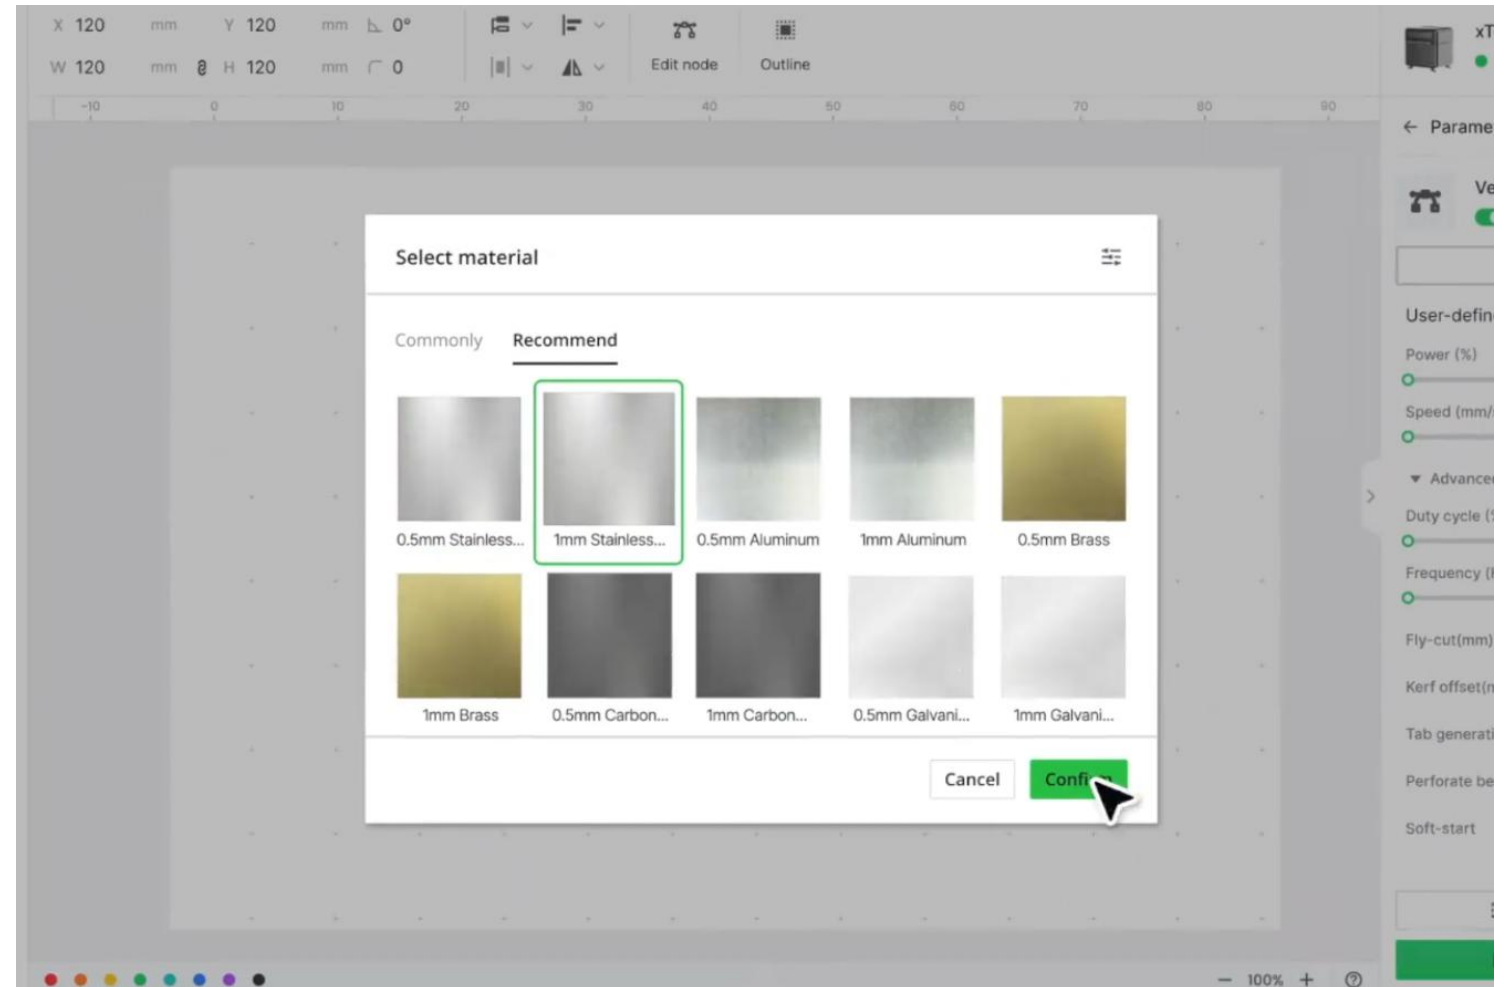 X 120 mm Y 120 mm 0°
W 120 mm H 120 mm 0
Edit node
Outline
-10 0 10 20 30 40 50 60 70 80 90
Select material
Commonly Recommend
0.5mm Stainless... 1mm Stainless... 0.5mm Aluminum 1mm Aluminum 0.5mm Brass
1mm Brass 0.5mm Carbon... 1mm Carbon... 0.5mm Galvani... 1mm Galvani...
Cancel
100%
xT
Parame
Ve
User-defin
Power (%)
Speed (mm/
Advance
Duty cycle (
Frequency (
Fly-cut(mm)
Kerf offset(
Tab generati
Perforate be
Soft-start